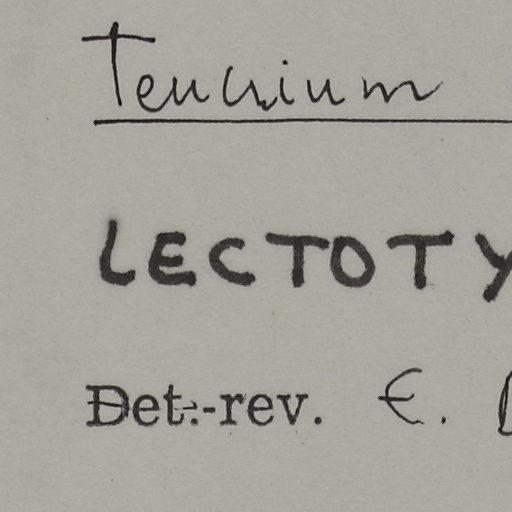 Teucrium
LECTOTY
Det.-rev. E.